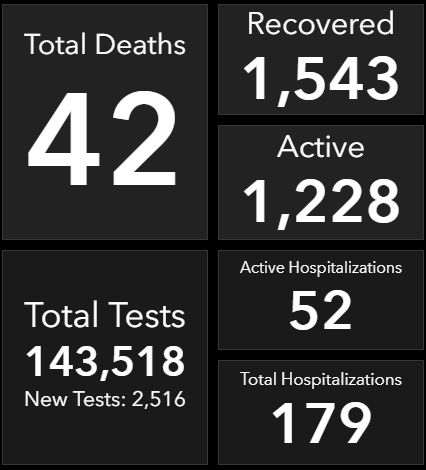 Total Deaths
42
Recovered
1,543
Active
1,228
Total Tests
143,518
New Tests: 2,516
Active Hospitalizations
52
Total Hospitalizations
179